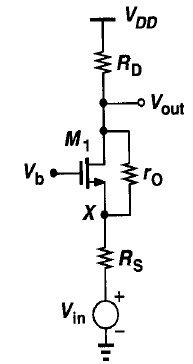 V_DD
R_D
V_out
M_1
V_b
r_O
X
R_S
V_in
+
−